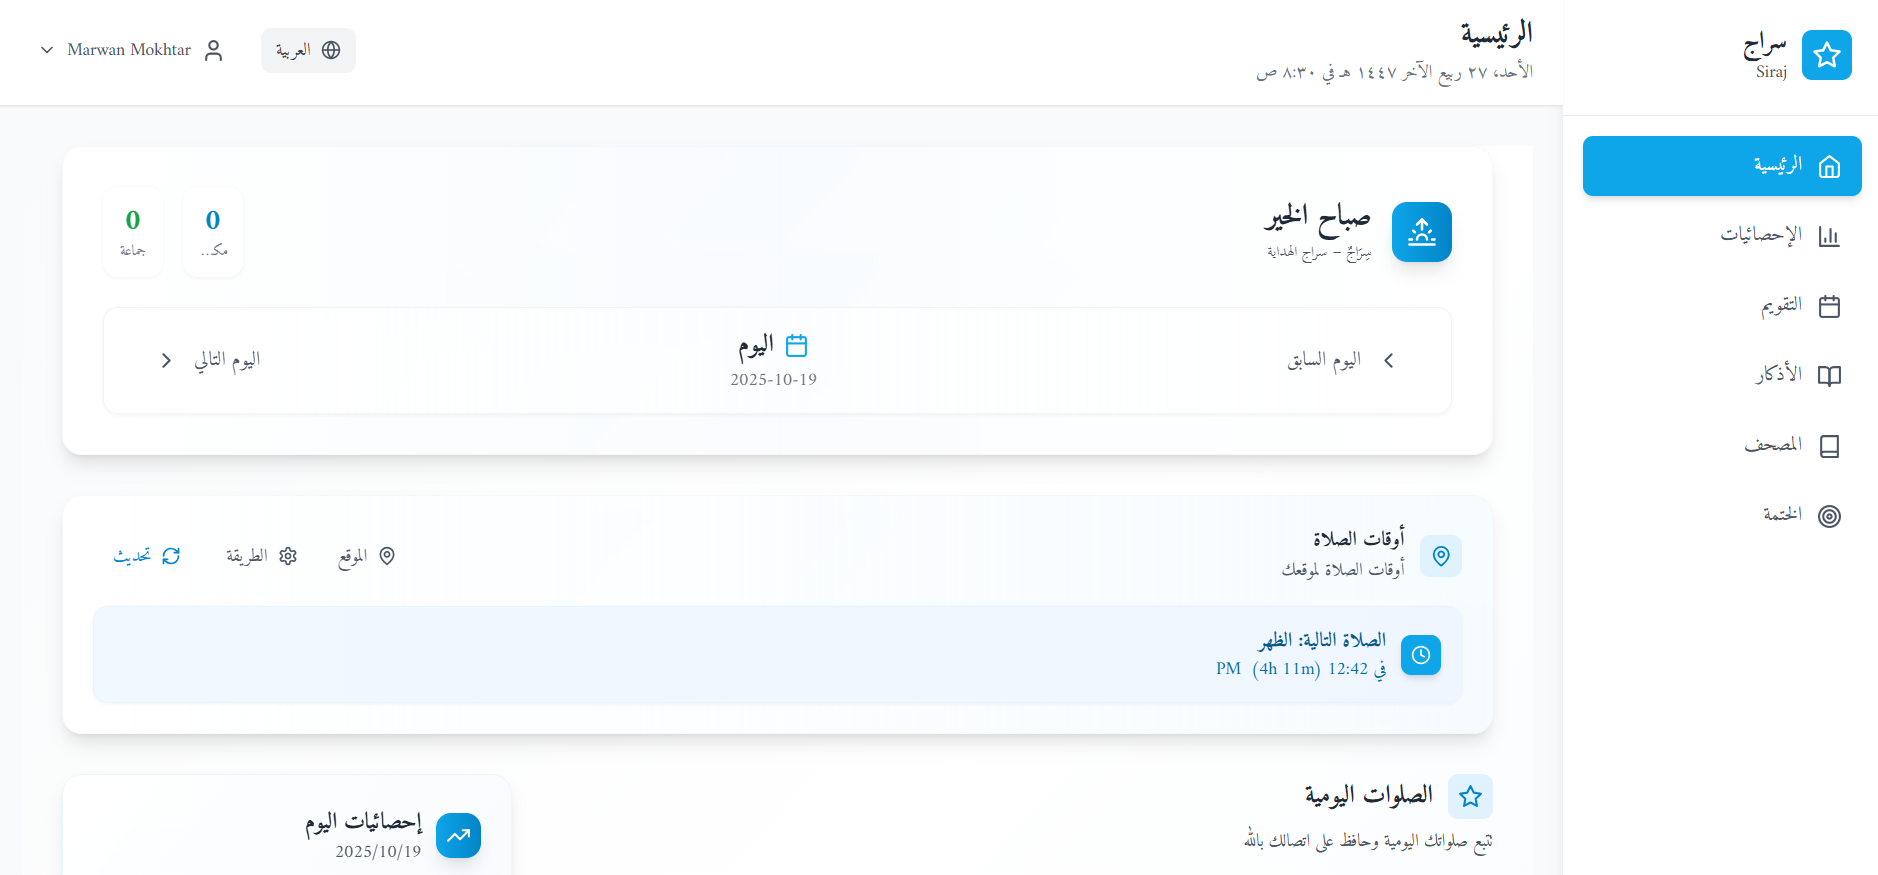 سراج
Siraj
الرئيسية
الإحصائيات
التقويم
الأذكار
المصحف
الختمة
الرئيسية
الأحد، ٢٧ ربيع الآخر ١٤٤٧ هـ في ٨:٣٠ ص
العربية
Marwan Mokhtar
صباح الخير
سِرَاجٌ – سراج الهداية
0
مكـ...
0
جماعة
اليوم السابق
اليوم
2025-10-19
اليوم التالي
أوقات الصلاة
أوقات الصلاة لموقعك
الموقع
الطريقة
تحديث
الصلاة التالية: الظهر
في 12:42 PM (4h 11m)
الصلوات اليومية
تتبع صلواتك اليومية وحافظ على اتصالك بالله
إحصائيات اليوم
2025/10/19